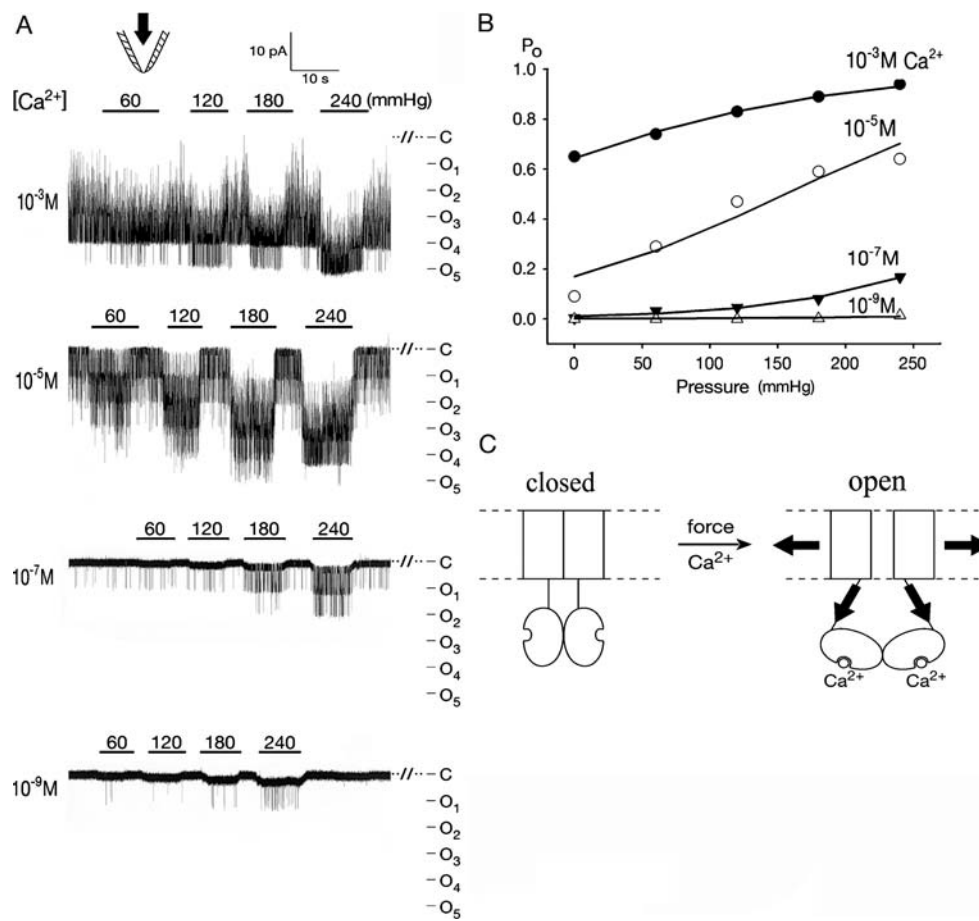 A
10 pA
10 s
[Ca²⁺] 60 120 180 240 (mmHg)
C
O₁
O₂
10⁻³M
O₃
O₄
O₅
60 120 180 240
C
10⁻⁵M
O₁
O₂
O₃
O₄
O₅
60 120 180 240
C
10⁻⁷M
O₁
O₂
O₃
O₄
O₅
60 120 180 240
C
10⁻⁹M
O₁
O₂
O₃
O₄
O₅
B
Pₒ
10⁻³M Ca²⁺
1.0
10⁻⁵M
0.8
0.6
0.4
10⁻⁷M
0.2
10⁻⁹M
0.0
0 50 100 150 200 250
Pressure (mmHg)
C
closed
open
force
Ca²⁺
Ca²⁺ Ca²⁺